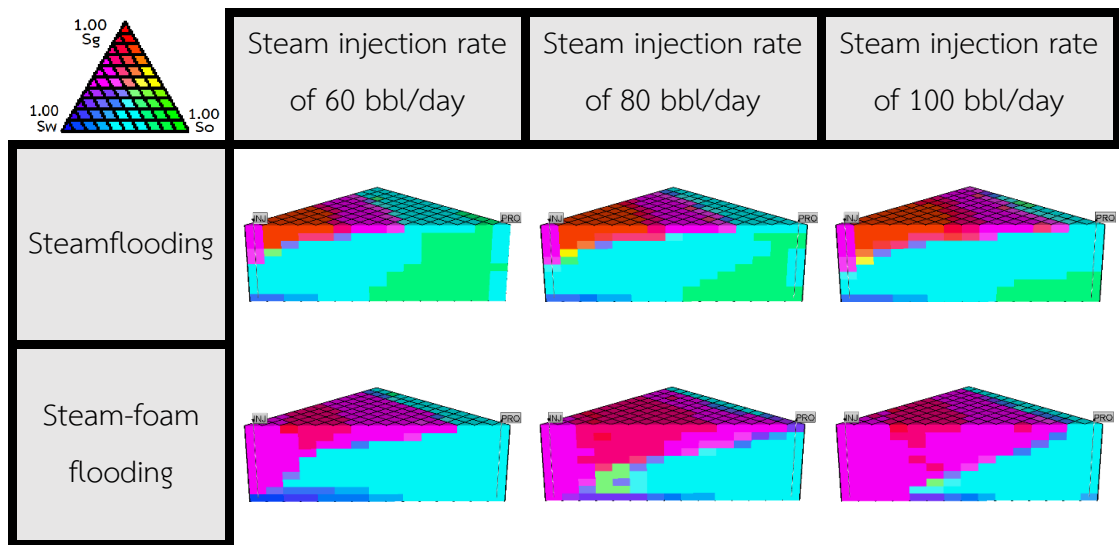 1.00
Sg
1.00
Sw
1.00
So
Steam injection rate
of 60 bbl/day
Steam injection rate
of 80 bbl/day
Steam injection rate
of 100 bbl/day
Steamflooding
INJ
PRO
INJ
PRO
INJ
PRO
Steam-foam
flooding
INJ
PRO
INJ
PRO
INJ
PRO